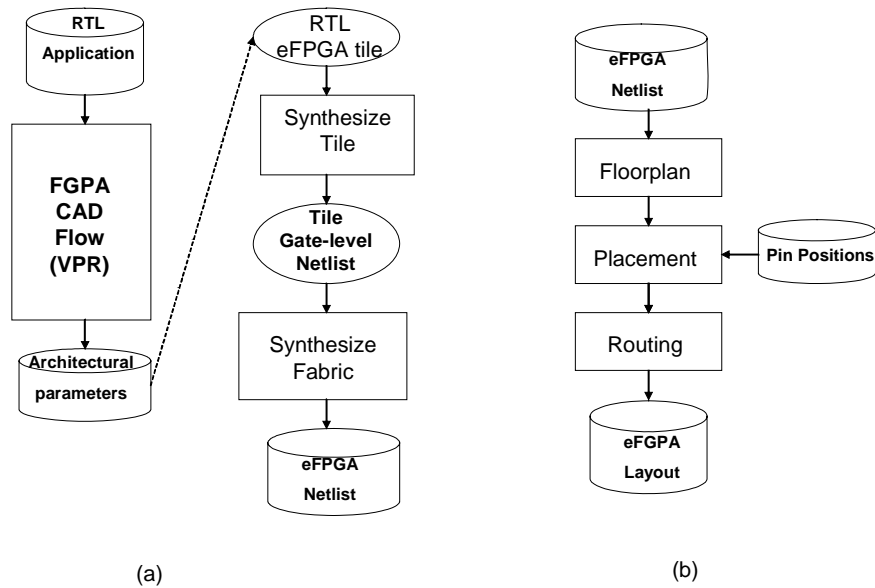 RTL
Application
FGPA
CAD
Flow
(VPR)
Architectural
parameters
RTL
eFPGA tile
Synthesize
Tile
Tile
Gate-level
Netlist
Synthesize
Fabric
eFPGA
Netlist
(a)
eFPGA
Netlist
Floorplan
Placement
Pin Positions
Routing
eFGPA
Layout
(b)